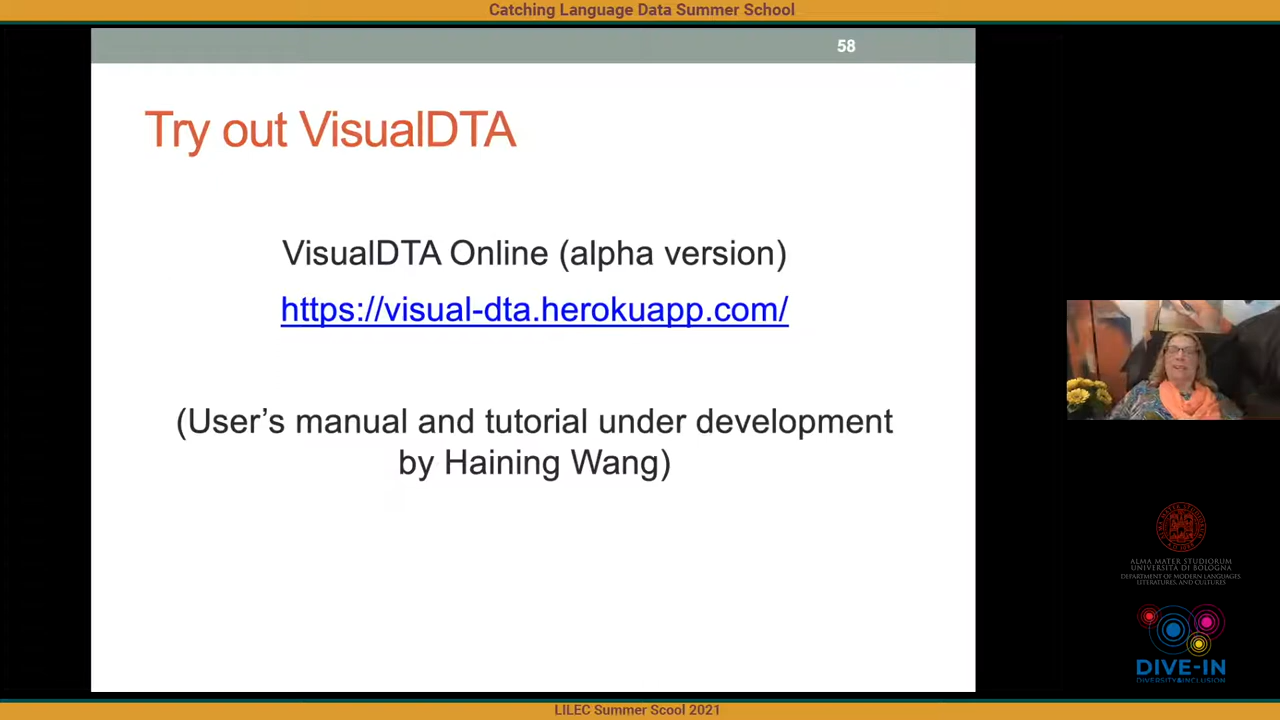 Catching Language Data Summer School
58
Try out VisualDTA
VisualDTA Online (alpha version)
https://visual-dta.herokuapp.com/
(User’s manual and tutorial under development
by Haining Wang)
ALMA MATER STUDIORUM
UNIVERSITÀ DI BOLOGNA
DEPARTMENT OF MODERN LANGUAGES,
LITERATURES, AND CULTURES
DIVE-IN
DIVERSITY&INCLUSION
LILEC Summer Scool 2021